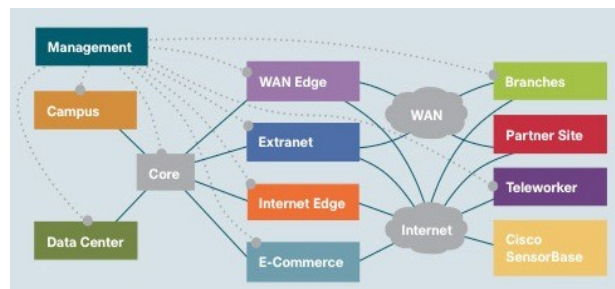 Management
Campus
Core
Data Center
WAN Edge
Extranet
Internet Edge
E-Commerce
WAN
Internet
Branches
Partner Site
Teleworker
Cisco
SensorBase